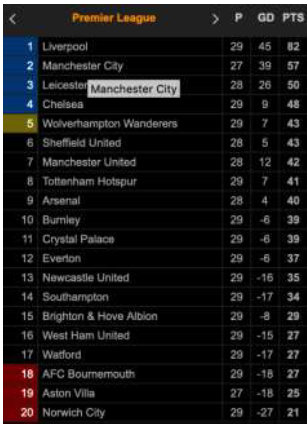 < Premier League > P GD PTS
1 Liverpool 29 45 82
2 Manchester City 27 39 57
3 Leicester 28 26 50
Manchester City
4 Chelsea 29 9 48
5 Wolverhampton Wanderers 29 7 43
6 Sheffield United 28 5 43
7 Manchester United 28 12 42
8 Tottenham Hotspur 29 7 41
9 Arsenal 28 4 40
10 Burnley 29 -6 39
11 Crystal Palace 29 -6 39
12 Everton 29 -6 37
13 Newcastle United 29 -16 35
14 Southampton 29 -17 34
15 Brighton & Hove Albion 29 -8 29
16 West Ham United 29 -15 27
17 Watford 29 -17 27
18 AFC Bournemouth 29 -18 27
19 Aston Villa 27 -18 25
20 Norwich City 29 -27 21